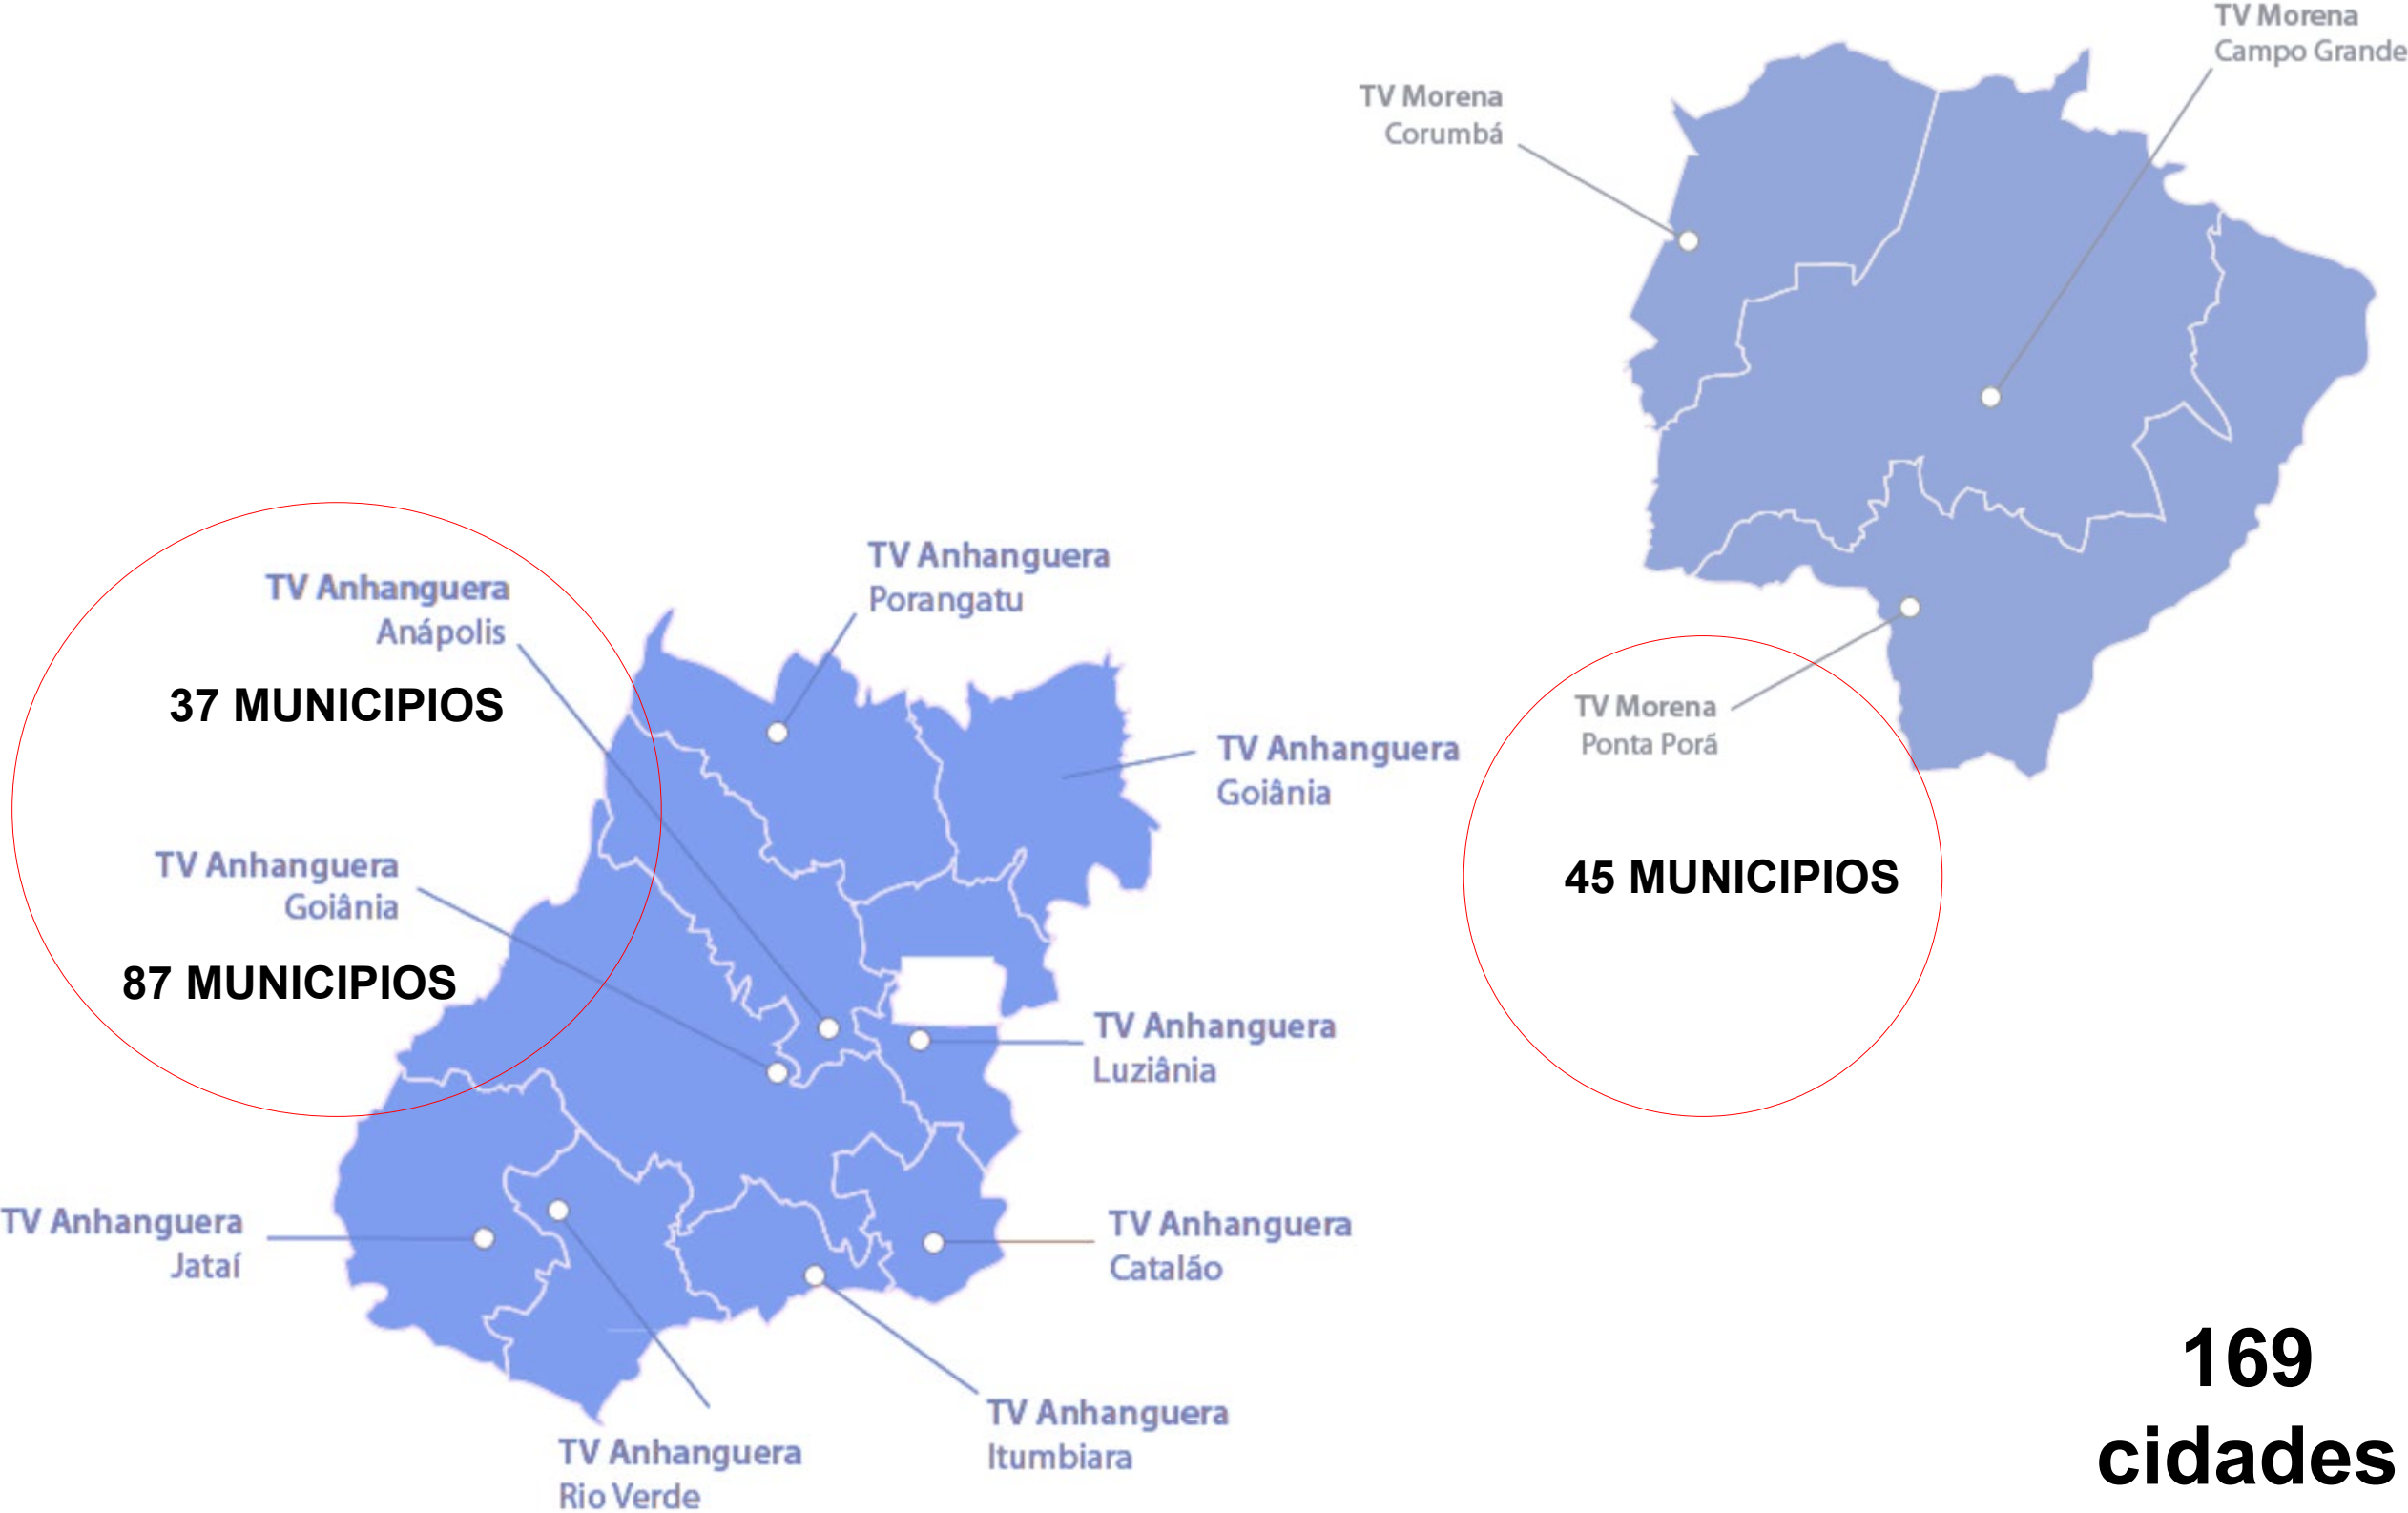 TV Morena
Campo Grande
TV Morena
Corumbá
TV Anhanguera
Porangatu
TV Anhanguera
Anápolis
37 MUNICIPIOS
TV Morena
Ponta Porá
TV Anhanguera
Goiânia
TV Anhanguera
Goiânia
45 MUNICIPIOS
87 MUNICIPIOS
TV Anhanguera
Luziânia
TV Anhanguera
Jataí
TV Anhanguera
Catalão
TV Anhanguera
Itumbiara
TV Anhanguera
Rio Verde
169
cidades